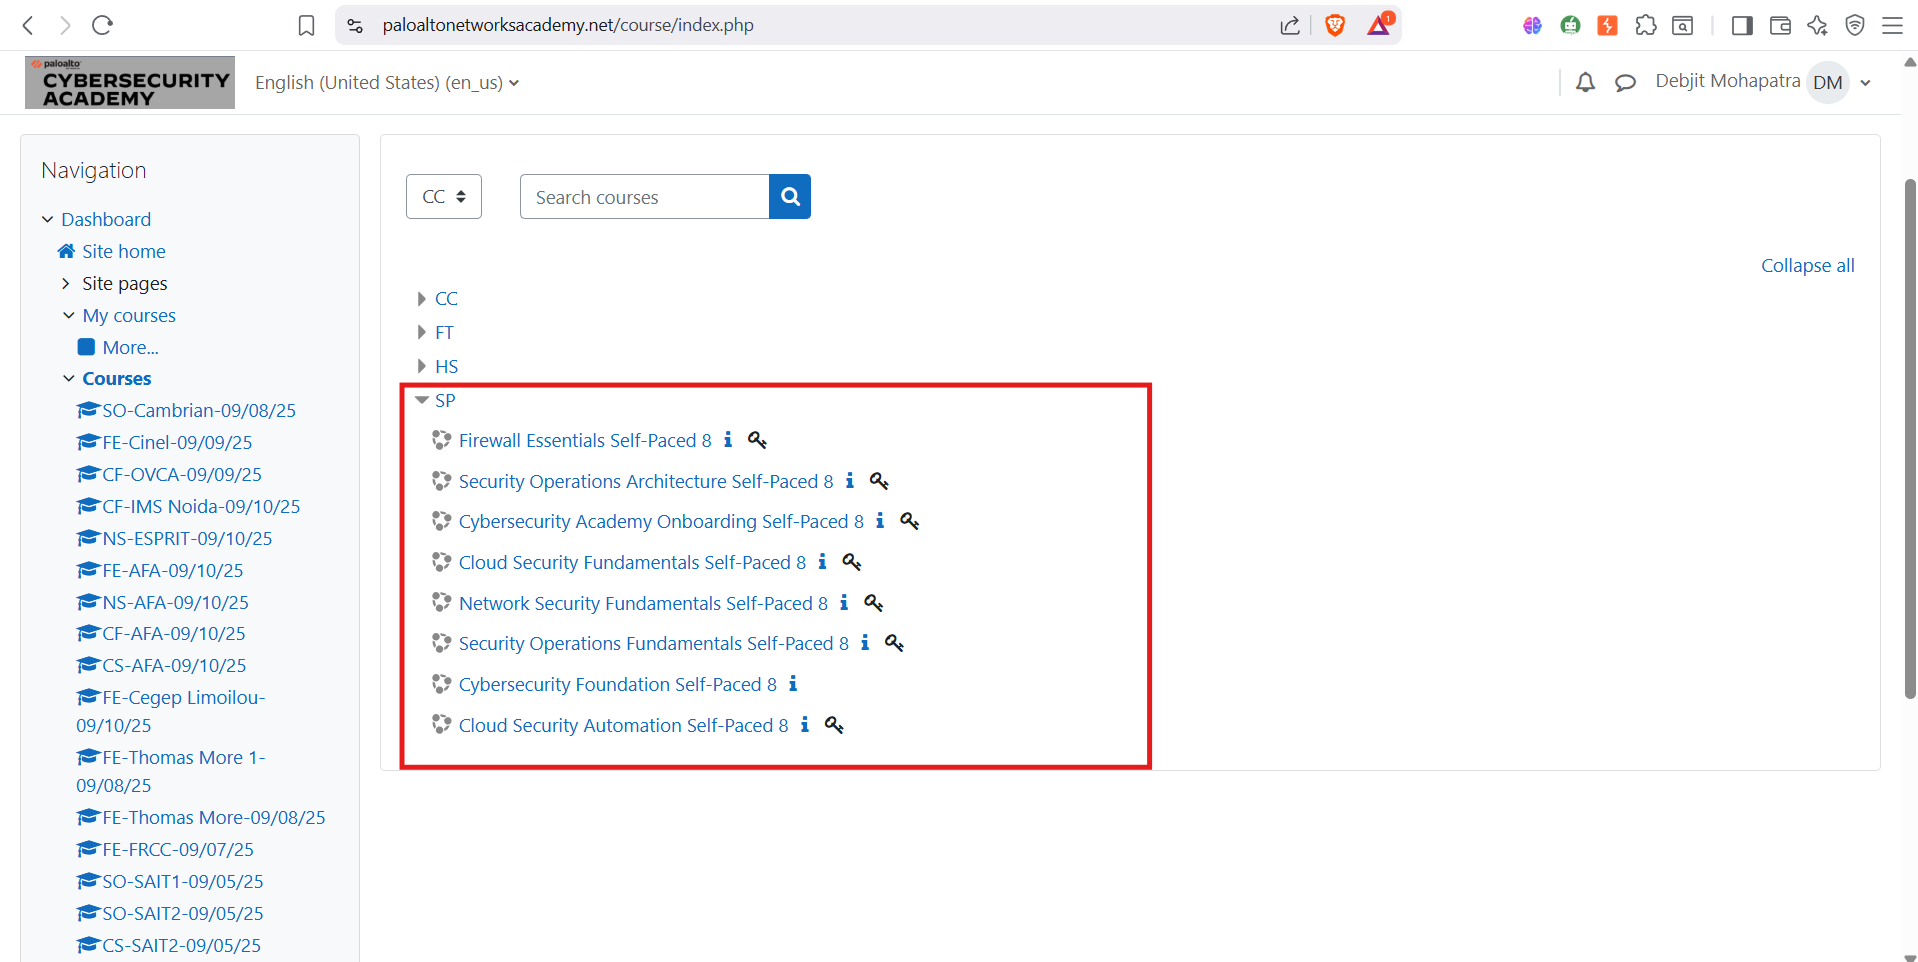 paloaltonetworksacademy.net/course/index.php
1
paloalto
CYBERSECURITY
ACADEMY
English (United States) (en_us)
Debjit Mohapatra DM
Navigation
Dashboard
Site home
Site pages
My courses
More...
Courses
SO-Cambrian-09/08/25
FE-Cinel-09/09/25
CF-OVCA-09/09/25
CF-IMS Noida-09/10/25
NS-ESPRIT-09/10/25
FE-AFA-09/10/25
NS-AFA-09/10/25
CF-AFA-09/10/25
CS-AFA-09/10/25
FE-Cegep Limoilou-
09/10/25
FE-Thomas More 1-
09/08/25
FE-Thomas More-09/08/25
FE-FRCC-09/07/25
SO-SAIT1-09/05/25
SO-SAIT2-09/05/25
CS-SAIT2-09/05/25
CC
Search courses
Collapse all
CC
FT
HS
SP
Firewall Essentials Self-Paced 8
Security Operations Architecture Self-Paced 8
Cybersecurity Academy Onboarding Self-Paced 8
Cloud Security Fundamentals Self-Paced 8
Network Security Fundamentals Self-Paced 8
Security Operations Fundamentals Self-Paced 8
Cybersecurity Foundation Self-Paced 8
Cloud Security Automation Self-Paced 8